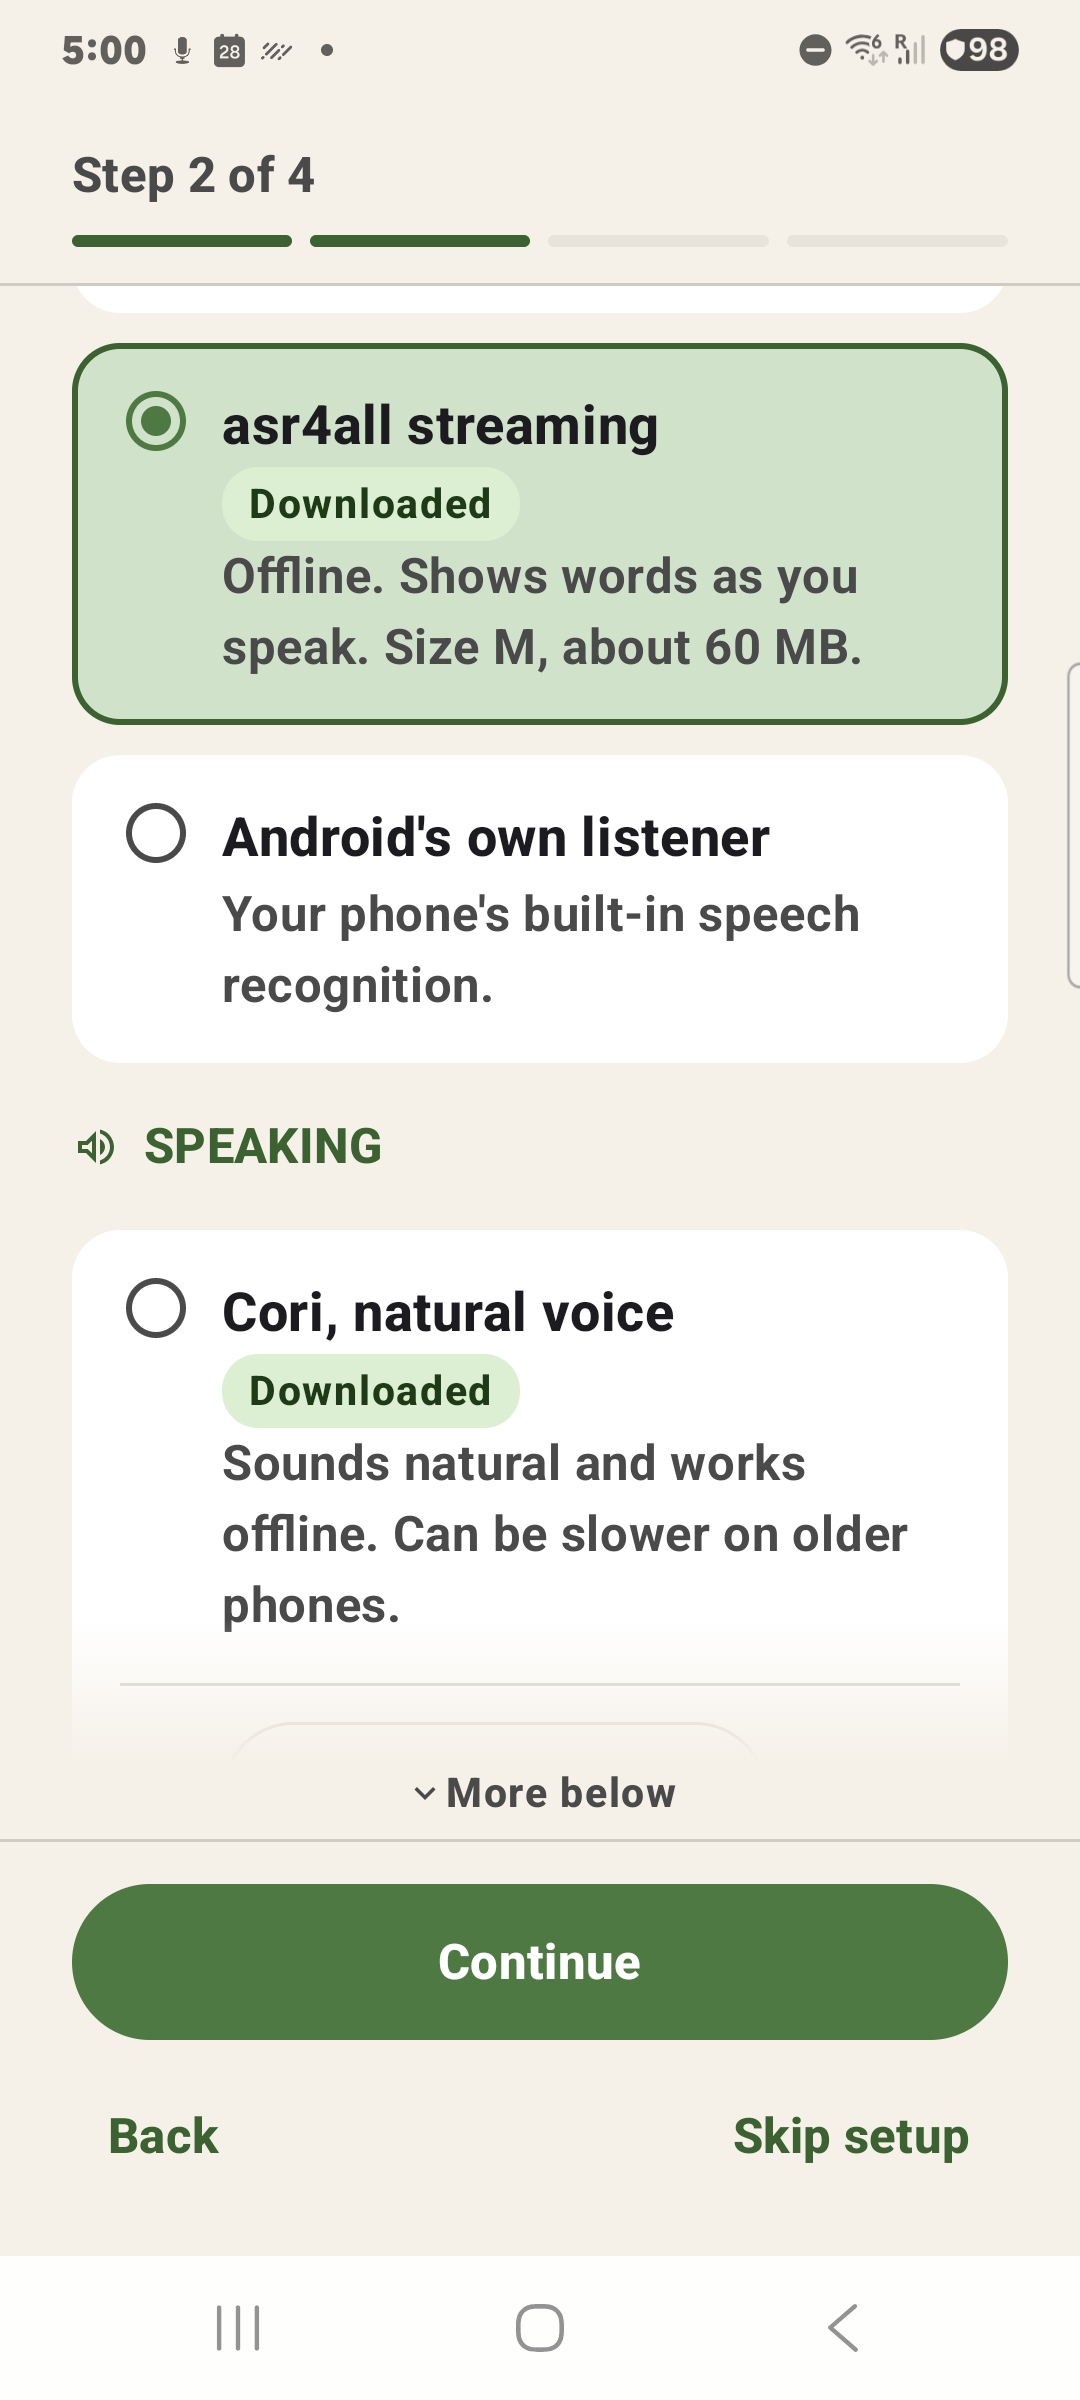 5:00
28
6
R
98
Step 2 of 4
asr4all streaming
Downloaded
Offline. Shows words as you
speak. Size M, about 60 MB.
Android's own listener
Your phone's built-in speech
recognition.
SPEAKING
Cori, natural voice
Downloaded
Sounds natural and works
offline. Can be slower on older
phones.
More below
Continue
Back
Skip setup